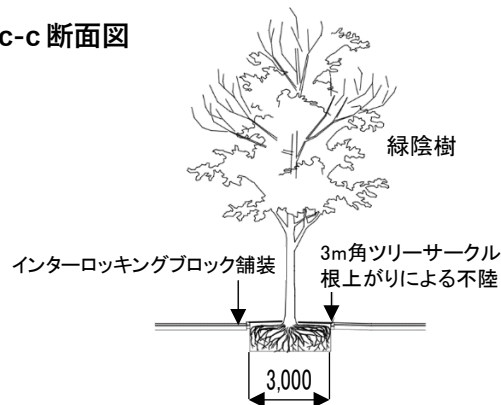 c-c 断面図
緑陰樹
インターロッキングブロック舗装
3m角ツリーサークル
根上がりによる不陸
3,000